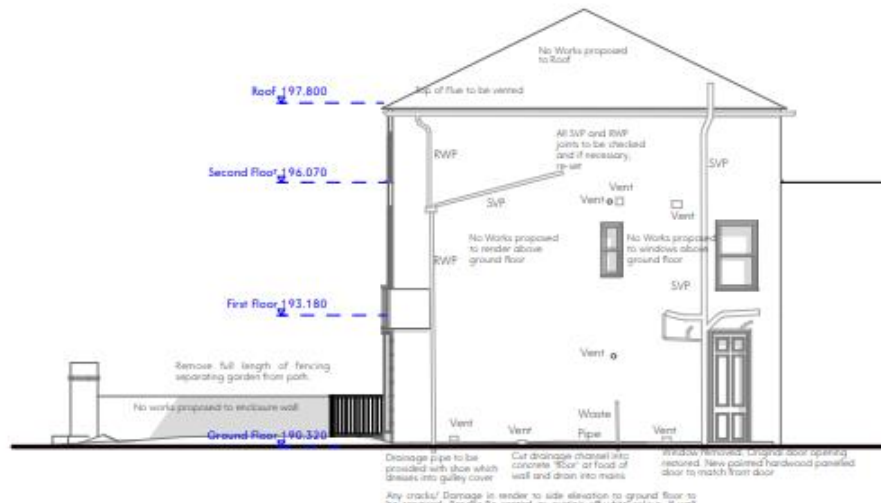 No Works proposed
to Roof
Roof 197.800
Top of flue to be vented
All SVP and RWP
joints to be checked
and if necessary,
re-set
RWP
SVP
Second Floor 196.070
SVP
Vent
Vent
Vent
No Works proposed
to render above
ground floor
No Works proposed
to windows above
ground floor
RWP
SVP
First Floor 193.180
Vent
Remove full length of fencing
separating garden from path.
No works proposed to enclosure wall
Waste
Pipe
Vent
Vent
Vent
Ground Floor 190.320
Drainage pipe to be
provided with shoe which
dresses into gulley cover
Cut drainage channel into
concrete 'floor' at food of
wall and drain into mains
Window removed. Original door opening
restored. New painted hardwood panelled
door to match front door
Any cracks/ Damage in render to side elevation to ground floor to